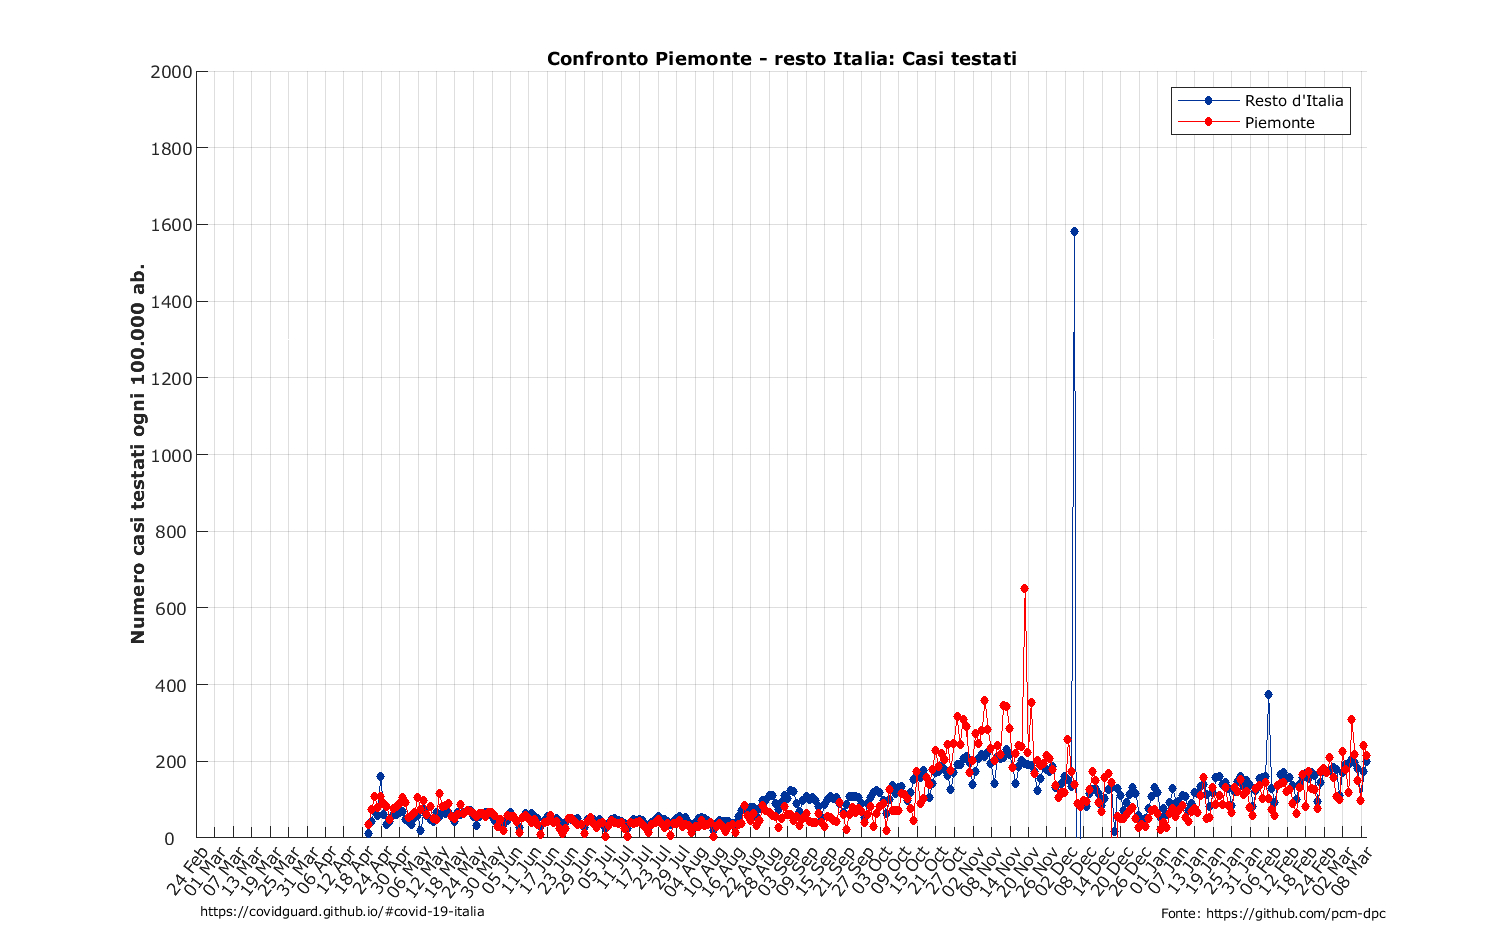 Confronto Piemonte - resto Italia: Casi testati
Resto d'Italia
Piemonte
Numero casi testati ogni 100.000 ab.
2000
1800
1600
1400
1200
1000
800
600
400
200
0
24 Feb
01 Mar
07 Mar
13 Mar
19 Mar
25 Mar
31 Mar
06 Apr
12 Apr
18 Apr
24 Apr
30 Apr
06 May
12 May
18 May
24 May
30 May
05 Jun
11 Jun
17 Jun
23 Jun
29 Jun
05 Jul
11 Jul
17 Jul
23 Jul
29 Jul
04 Aug
10 Aug
16 Aug
22 Aug
28 Aug
03 Sep
09 Sep
15 Sep
21 Sep
27 Sep
03 Oct
09 Oct
15 Oct
21 Oct
27 Oct
02 Nov
08 Nov
14 Nov
20 Nov
26 Nov
02 Dec
08 Dec
14 Dec
20 Dec
26 Dec
01 Jan
07 Jan
13 Jan
19 Jan
25 Jan
31 Jan
06 Feb
12 Feb
18 Feb
24 Feb
02 Mar
08 Mar
https://covidguard.github.io/#covid-19-italia
Fonte: https://github.com/pcm-dpc